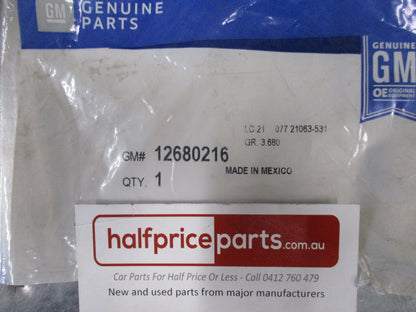 GM
GENUINE
PARTS
GENUINE
GM
OE ORIGINAL
EQUIPMENT
LC 21 077 21063-531
GR. 3.680
GM# 12680216
MADE IN MEXICO
QTY. 1
halfpriceparts.com.au
Car Parts For Half Price Or Less - Call 0412 760 479
New and used parts from major manufacturers